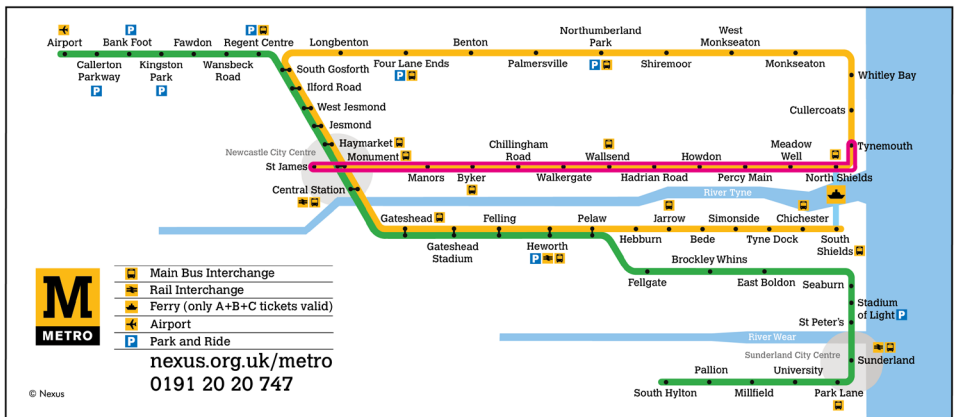 Airport
Bank Foot
Fawdon
Regent Centre
Callerton
Parkway
Kingston
Park
Wansbeck
Road
Longbenton
Four Lane Ends
Benton
Palmersville
Northumberland
Park
Shiremoor
West
Monkseaton
Monkseaton
South Gosforth
Ilford Road
West Jesmond
Jesmond
Haymarket
Newcastle City Centre
Monument
St James
Central Station
Whitley Bay
Cullercoats
Tynemouth
Manors
Byker
Chillingham
Road
Walkergate
Wallsend
Hadrian Road
Howdon
Percy Main
Meadow
Well
North Shields
River Tyne
Gateshead
Gateshead
Stadium
Felling
Heworth
Pelaw
Hebburn
Jarrow
Bede
Simonside
Tyne Dock
Chichester
South
Shields
Fellgate
Brockley Whins
East Boldon
Seaburn
Stadium
of Light
St Peter's
River Wear
Sunderland City Centre
Sunderland
Park Lane
University
Millfield
Pallion
South Hylton
M
METRO
Main Bus Interchange
Rail Interchange
Ferry (only A+B+C tickets valid)
Airport
P Park and Ride
nexus.org.uk/metro
0191 20 20 747
© Nexus